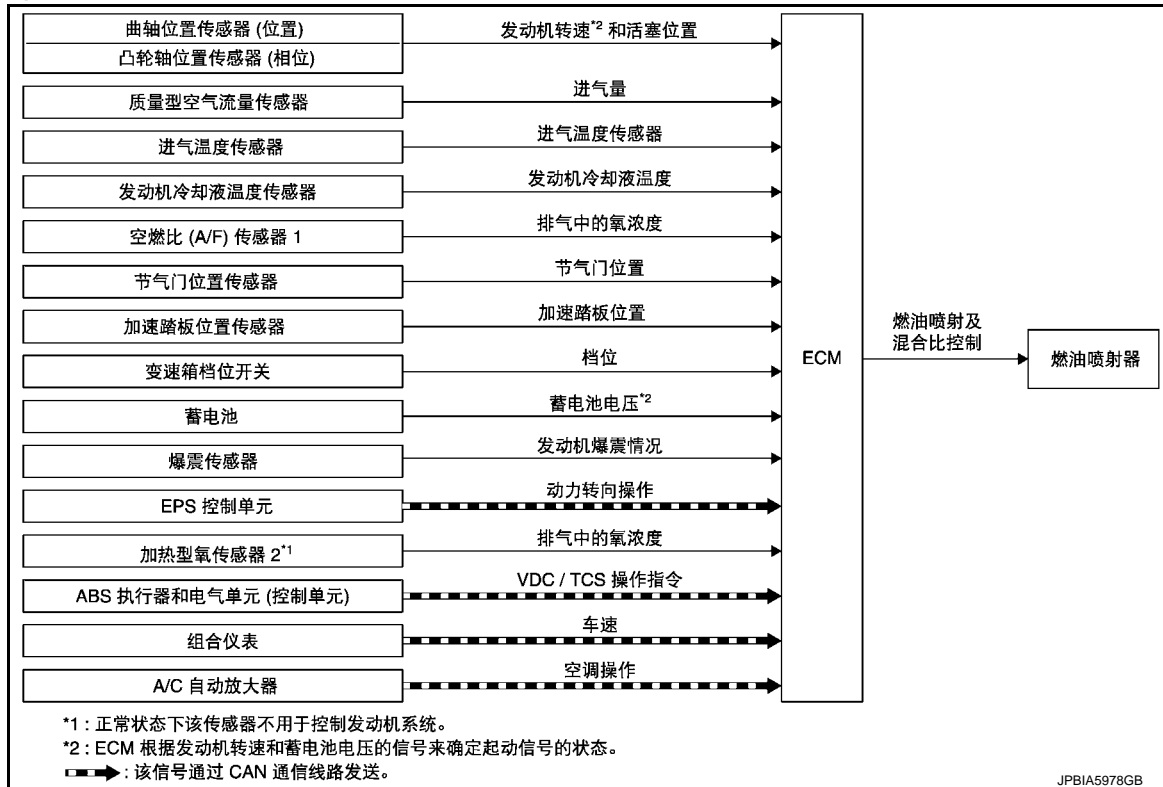 曲轴位置传感器 (位置)
发动机转速*2 和活塞位置
凸轮轴位置传感器 (相位)
质量型空气流量传感器
进气量
进气温度传感器
进气温度传感器
发动机冷却液温度传感器
发动机冷却液温度
空燃比 (A/F) 传感器 1
排气中的氧浓度
节气门位置传感器
节气门位置
加速踏板位置传感器
加速踏板位置
变速箱档位开关
档位
蓄电池
蓄电池电压*2
爆震传感器
发动机爆震情况
EPS 控制单元
动力转向操作
加热型氧传感器 2*1
排气中的氧浓度
ABS 执行器和电气单元 (控制单元)
VDC / TCS 操作指令
组合仪表
车速
A/C 自动放大器
空调操作
ECM
燃油喷射及
混合比控制
燃油喷射器
*1 : 正常状态下该传感器不用于控制发动机系统。
*2 : ECM 根据发动机转速和蓄电池电压的信号来确定起动信号的状态。
: 该信号通过 CAN 通信线路发送。
JPBIA5978GB